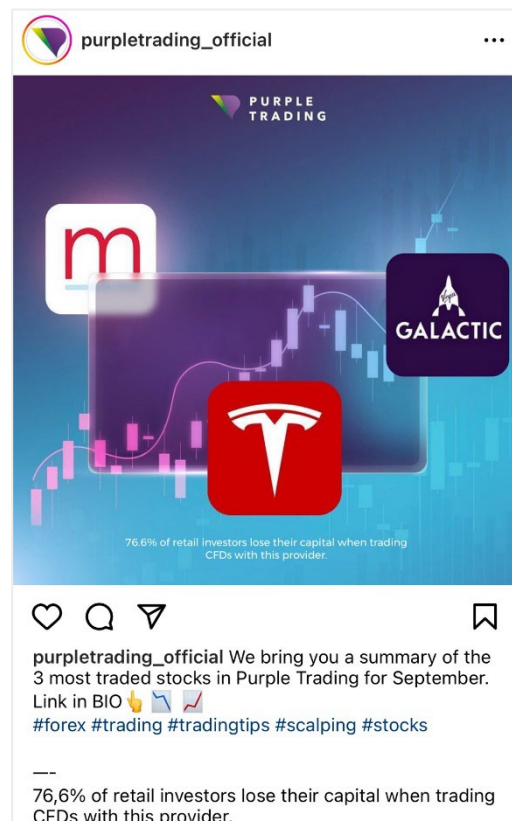 purpletrading_official
PURPLE
TRADING
m
Virgin
GALACTIC
76.6% of retail investors lose their capital when trading
CFDs with this provider.
purpletrading_official We bring you a summary of the
3 most traded stocks in Purple Trading for September.
Link in BIO👆 📉 📈
#forex #trading #tradingtips #scalping #stocks
—-
76,6% of retail investors lose their capital when trading
CFDs with this provider.